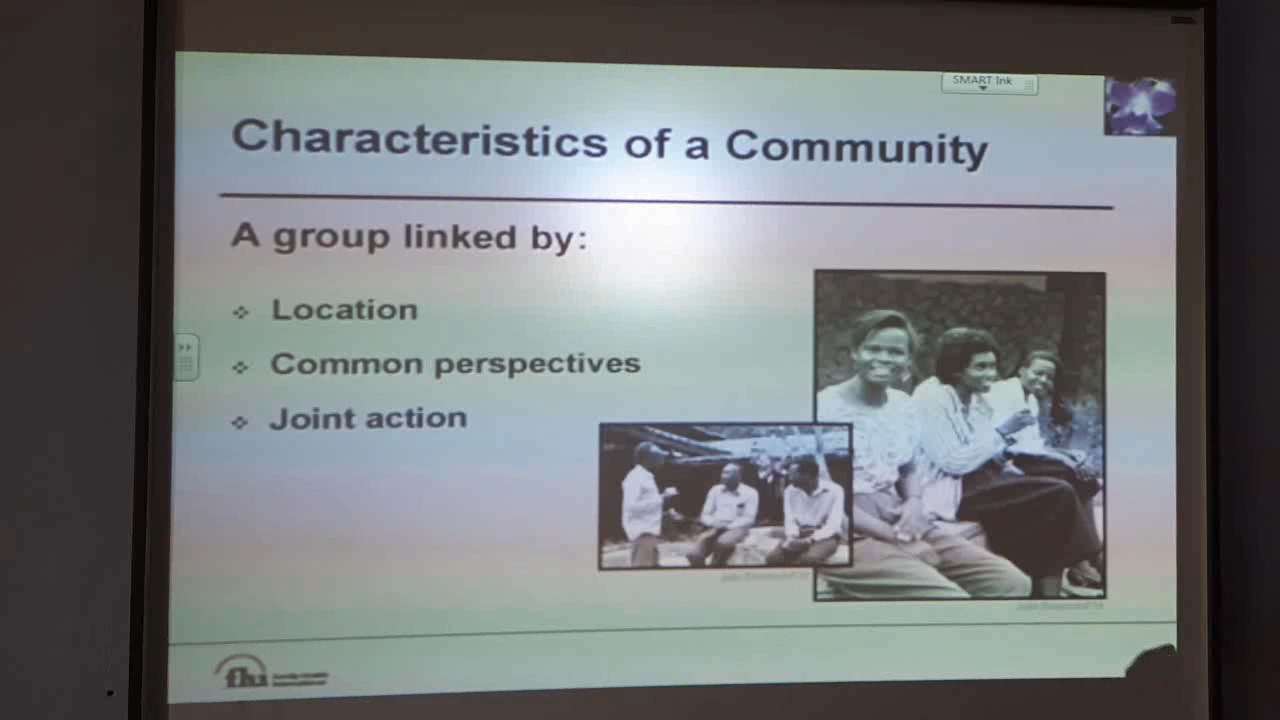 SMART Ink
Characteristics of a Community
A group linked by:
Location
Common perspectives
Joint action
fhi